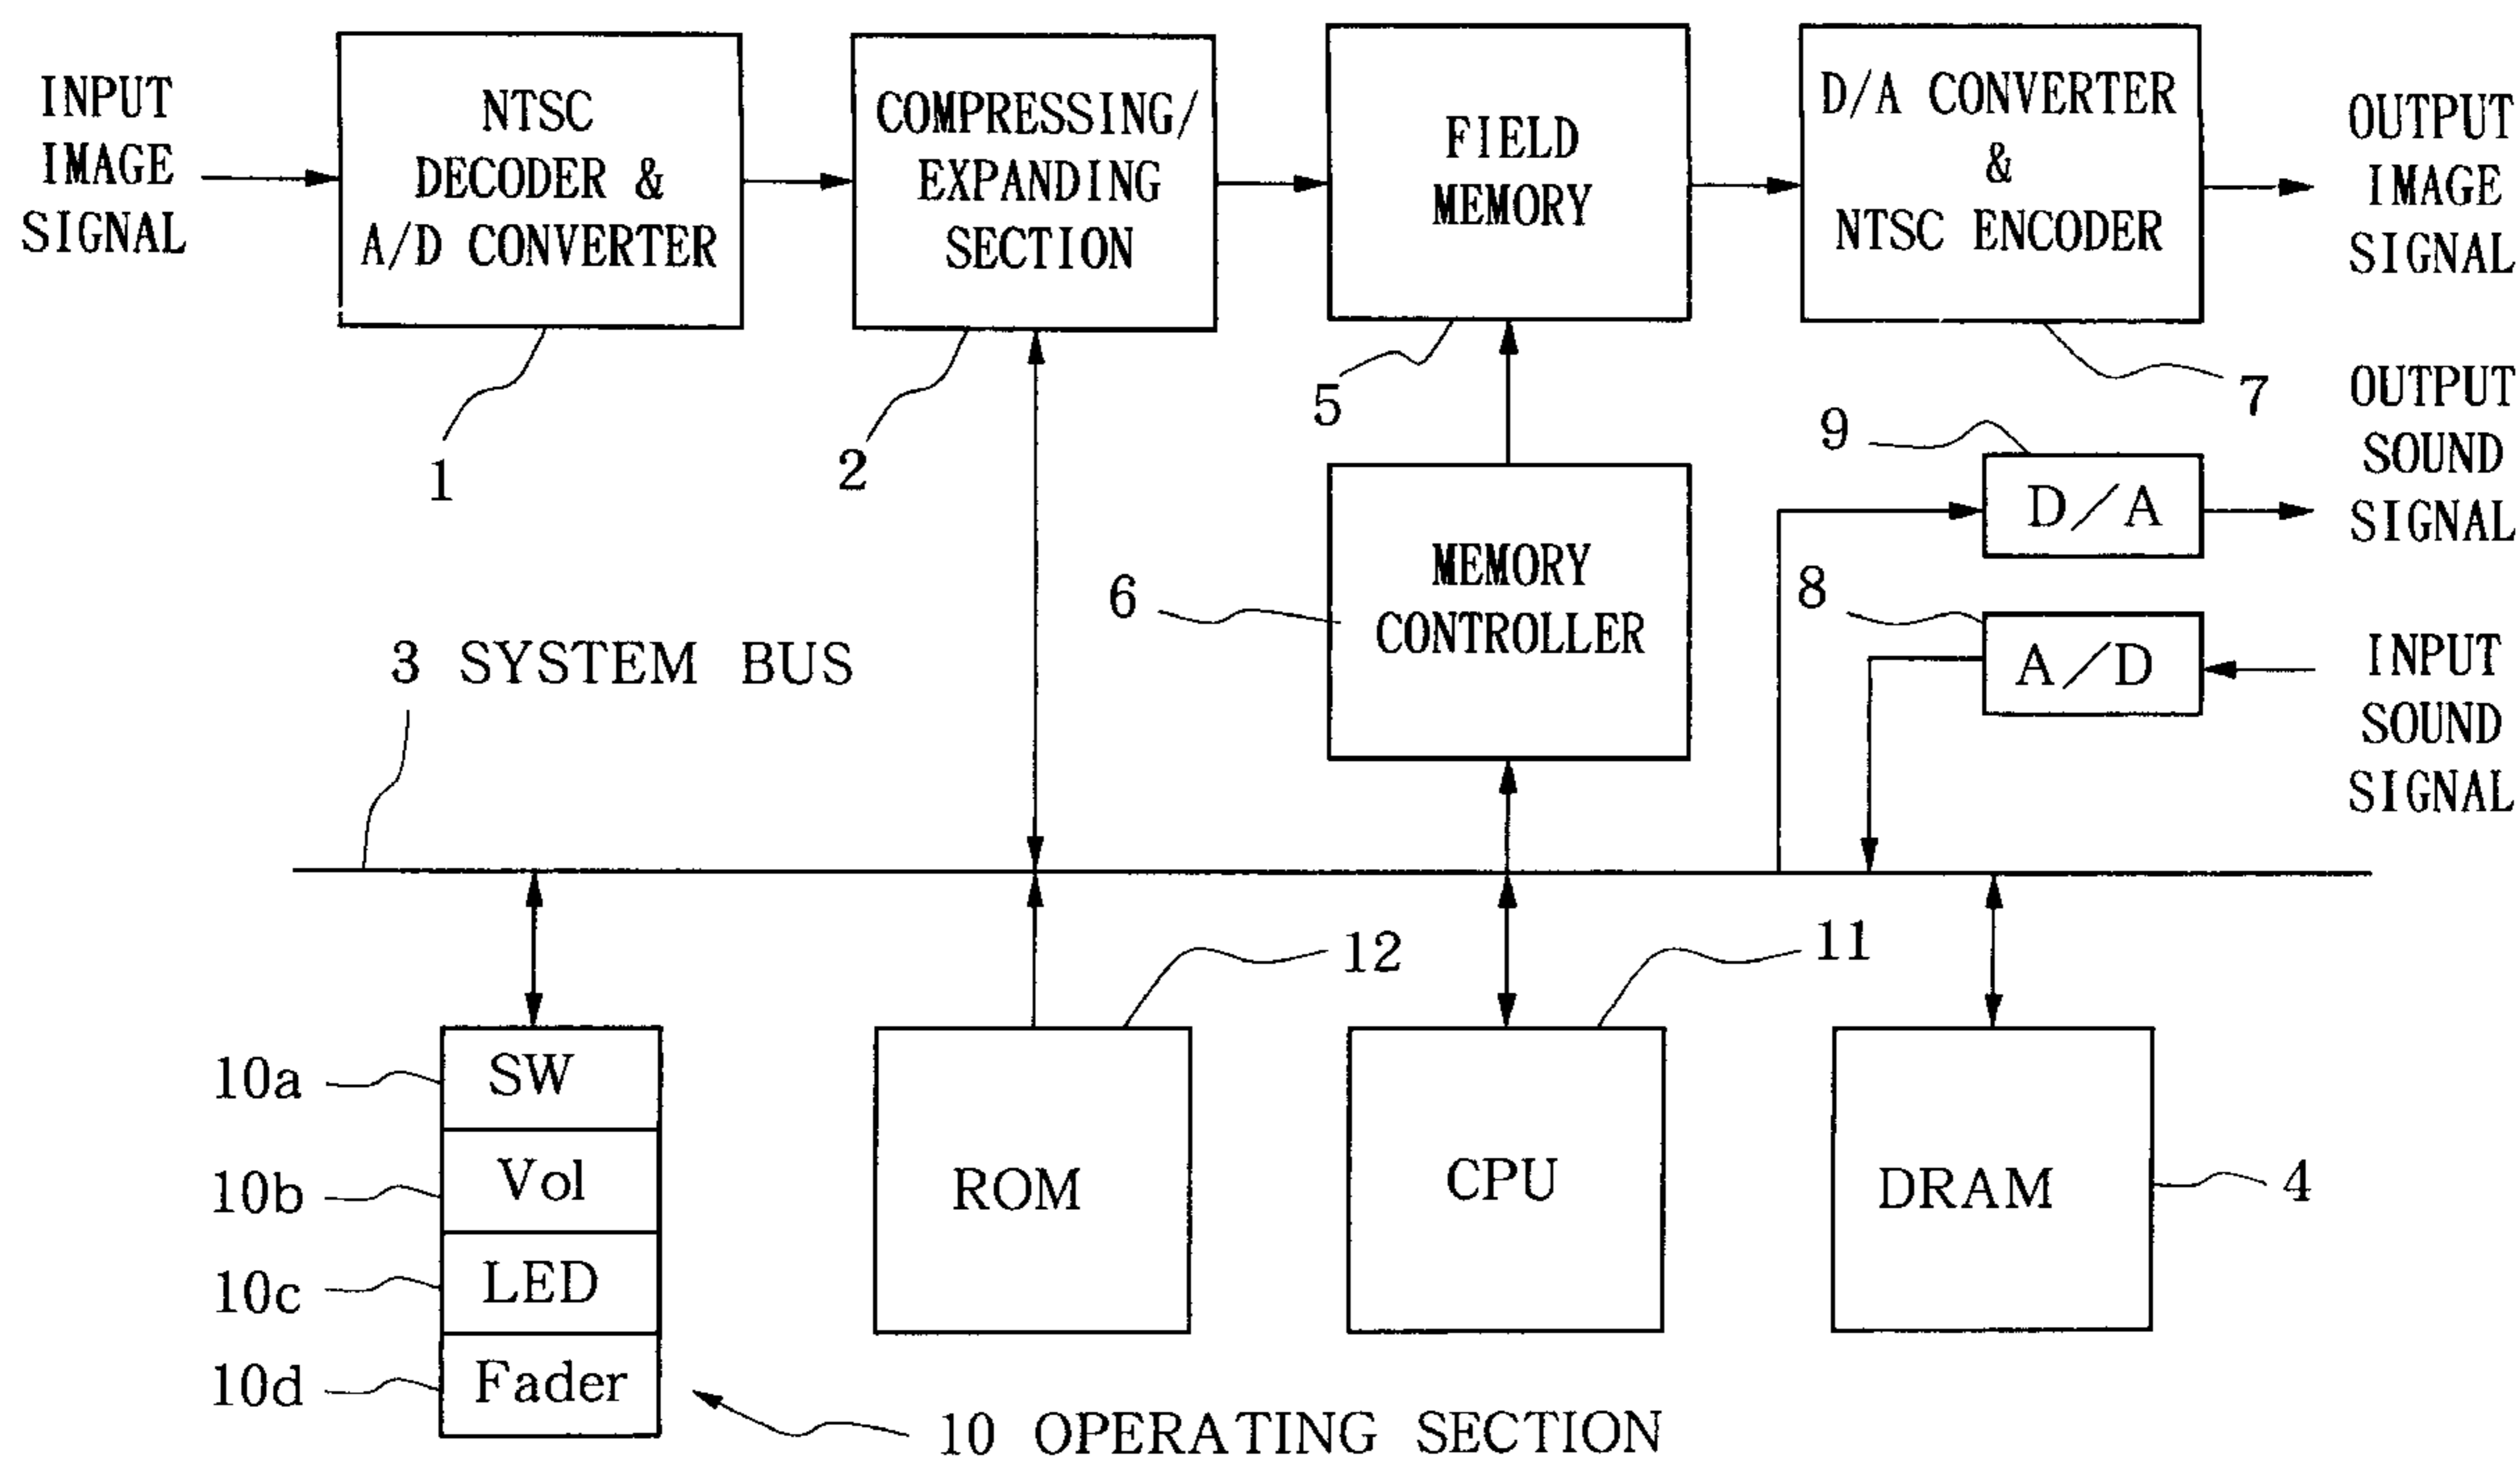 INPUT
IMAGE
SIGNAL
NTSC
DECODER &
A/D CONVERTER
1
COMPRESSING/
EXPANDING
SECTION
2
FIELD
MEMORY
5
D/A CONVERTER
&
NTSC ENCODER
7
OUTPUT
IMAGE
SIGNAL
9
D/A
OUTPUT
SOUND
SIGNAL
6
MEMORY
CONTROLLER
8
A/D
INPUT
SOUND
SIGNAL
3 SYSTEM BUS
12
11
10a
SW
10b
Vol
10c
LED
10d
Fader
ROM
CPU
DRAM
4
10 OPERATING SECTION